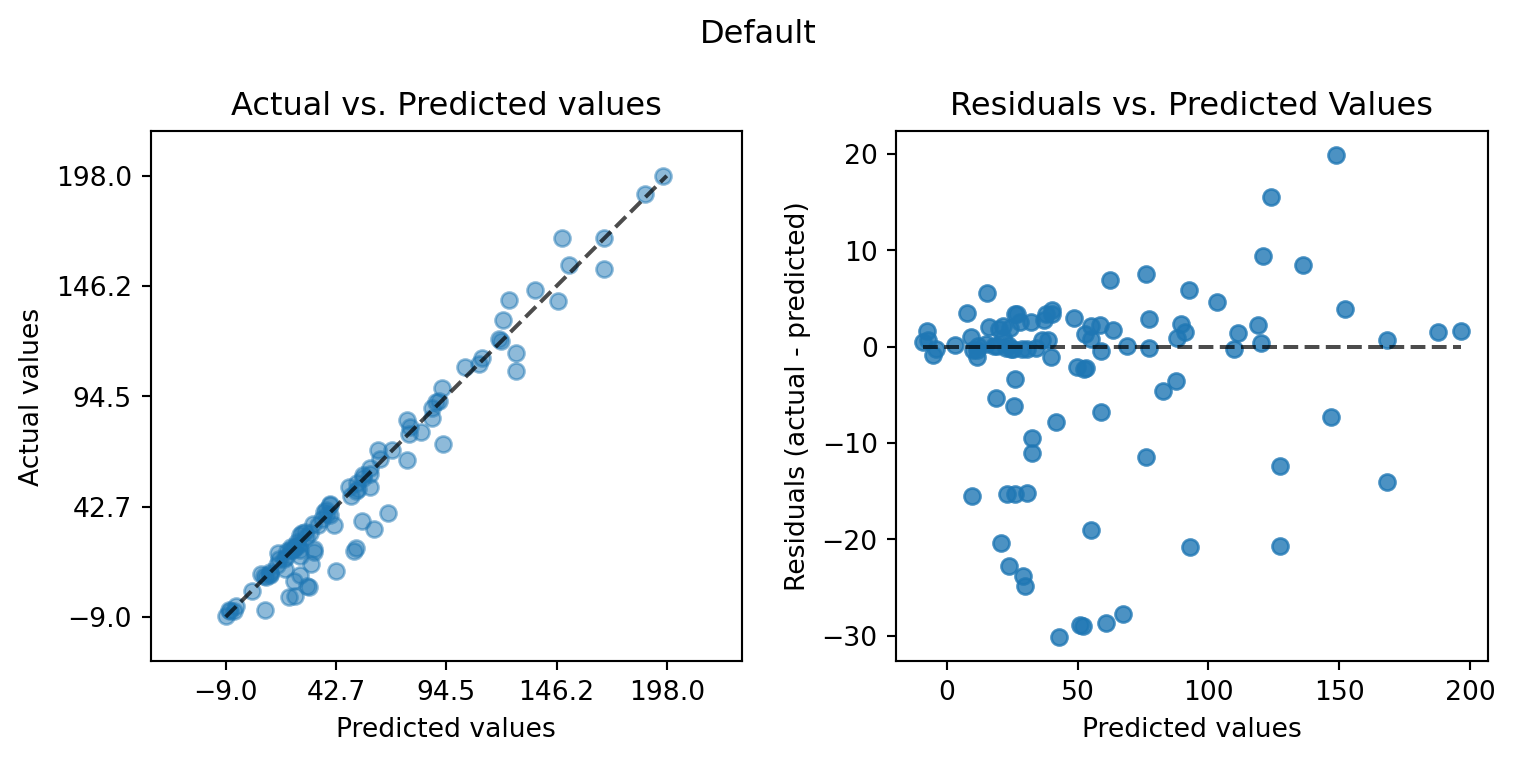 Default
Actual vs. Predicted values
Actual values
198.0
146.2
94.5
42.7
−9.0
−9.0 42.7 94.5 146.2 198.0
Predicted values
Residuals vs. Predicted Values
Residuals (actual - predicted)
20
10
0
−10
−20
−30
0 50 100 150 200
Predicted values